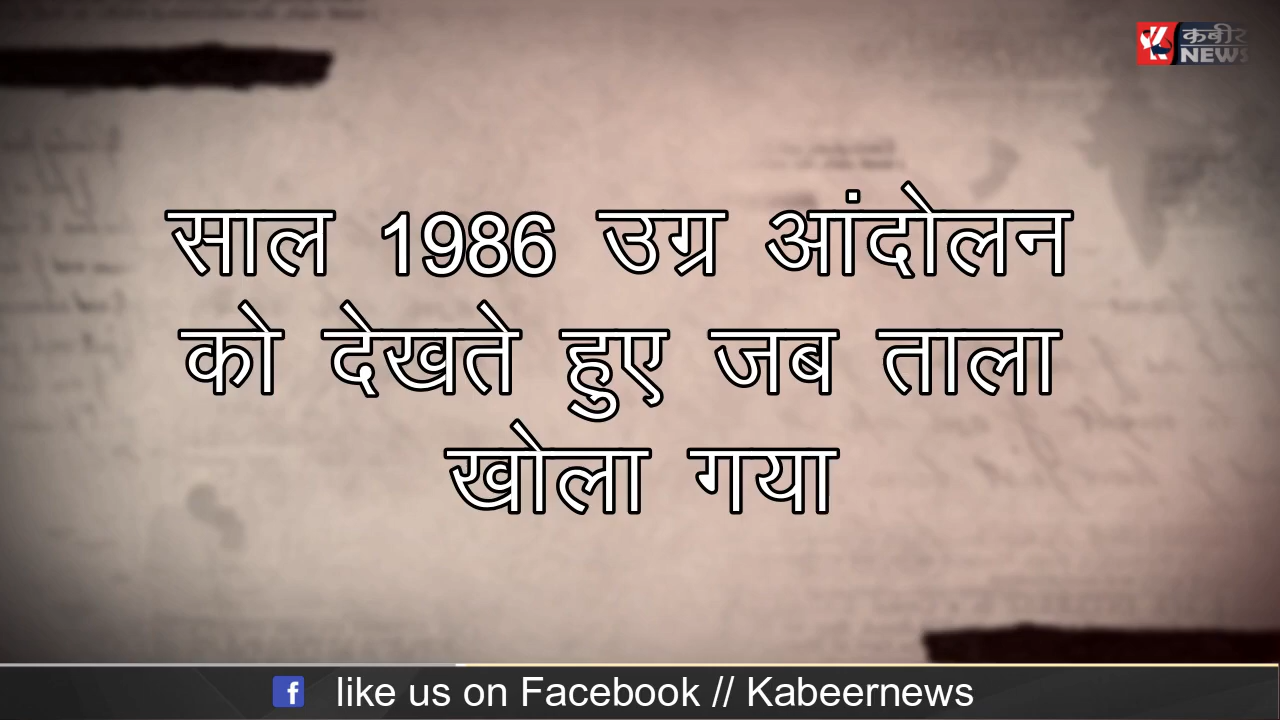 कबीर
NEWS
साल 1986 उग्र आंदोलन
को देखते हुए जब ताला
खोला गया
like us on Facebook // Kabeernews